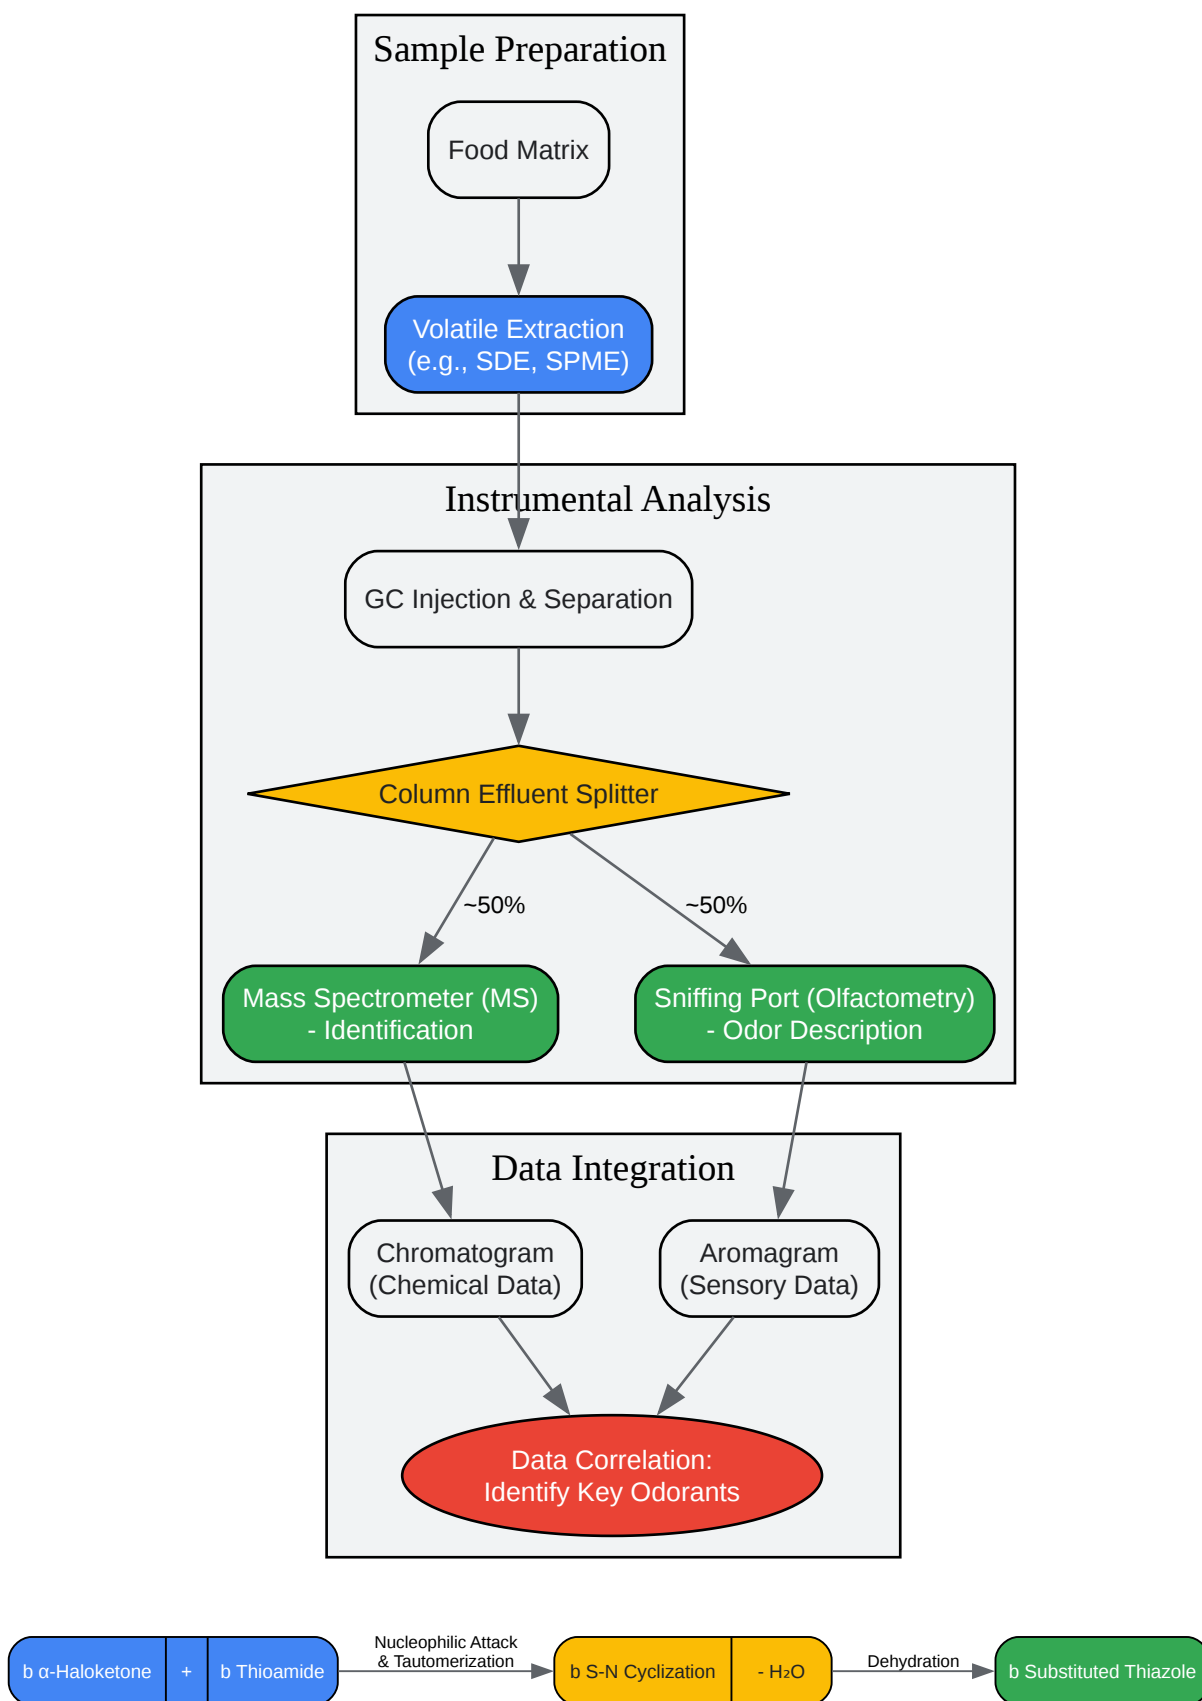 Sample Preparation
Food Matrix
Volatile Extraction
(e.g., SDE, SPME)
Instrumental Analysis
GC Injection & Separation
Column Effluent Splitter
~50%
~50%
Mass Spectrometer (MS)
- Identification
Sniffing Port (Olfactometry)
- Odor Description
Data Integration
Chromatogram
(Chemical Data)
Aromagram
(Sensory Data)
Data Correlation:
Identify Key Odorants
b α-Haloketone
+
b Thioamide
Nucleophilic Attack
& Tautomerization
b S-N Cyclization
- H₂O
Dehydration
b Substituted Thiazole